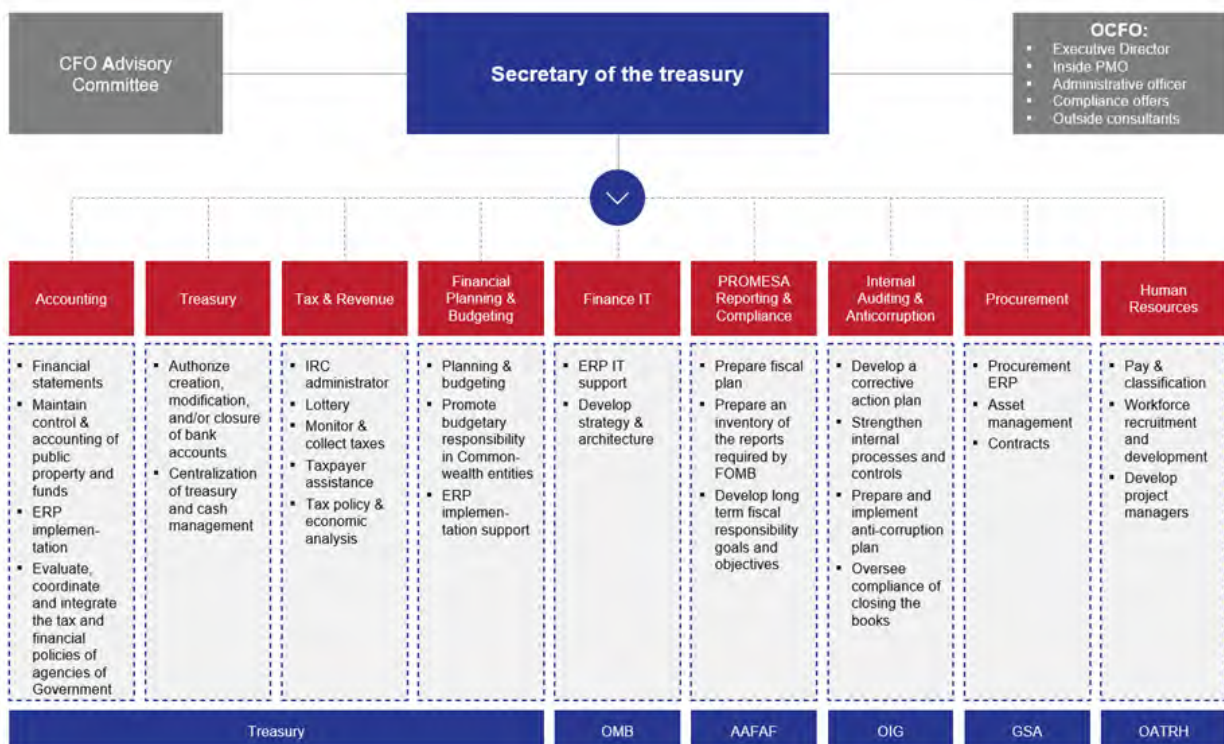 CFO Advisory
Committee
Secretary of the treasury
OCFO:
▪ Executive Director
▪ Inside PMO
▪ Administrative officer
▪ Compliance offers
▪ Outside consultants
Accounting
Treasury
Tax & Revenue
Financial
Planning &
Budgeting
Finance IT
PROMESA
Reporting &
Compliance
Internal
Auditing &
Anticorruption
Procurement
Human
Resources
▪ Financial
statements
▪ Maintain
control &
accounting of
public
property and
funds
▪ ERP
implemen-
tation
▪ Evaluate,
coordinate
and integrate
the tax and
financial
policies of
agencies of
Government
▪ Authorize
creation,
modification,
and/or closure
of bank
accounts
▪ Centralization
of treasury
and cash
management
▪ IRC
administrator
▪ Lottery
▪ Monitor &
collect taxes
▪ Taxpayer
assistance
▪ Tax policy &
economic
analysis
▪ Planning &
budgeting
▪ Promote
budgetary
responsibility
in Common-
wealth entities
▪ ERP
implemen-
tation support
▪ ERP IT
support
▪ Develop
strategy &
architecture
▪ Prepare fiscal
plan
▪ Prepare an
inventory of
the reports
required by
FOMB
▪ Develop long
term fiscal
responsibility
goals and
objectives
▪ Develop a
corrective
action plan
▪ Strengthen
internal
processes and
controls
▪ Prepare and
implement
anti-corruption
plan
▪ Oversee
compliance of
closing the
books
▪ Procurement
ERP
▪ Asset
management
▪ Contracts
▪ Pay &
classification
▪ Workforce
recruitment
and
development
▪ Develop
project
managers
Treasury
OMB
AAFAF
OIG
GSA
OATRH